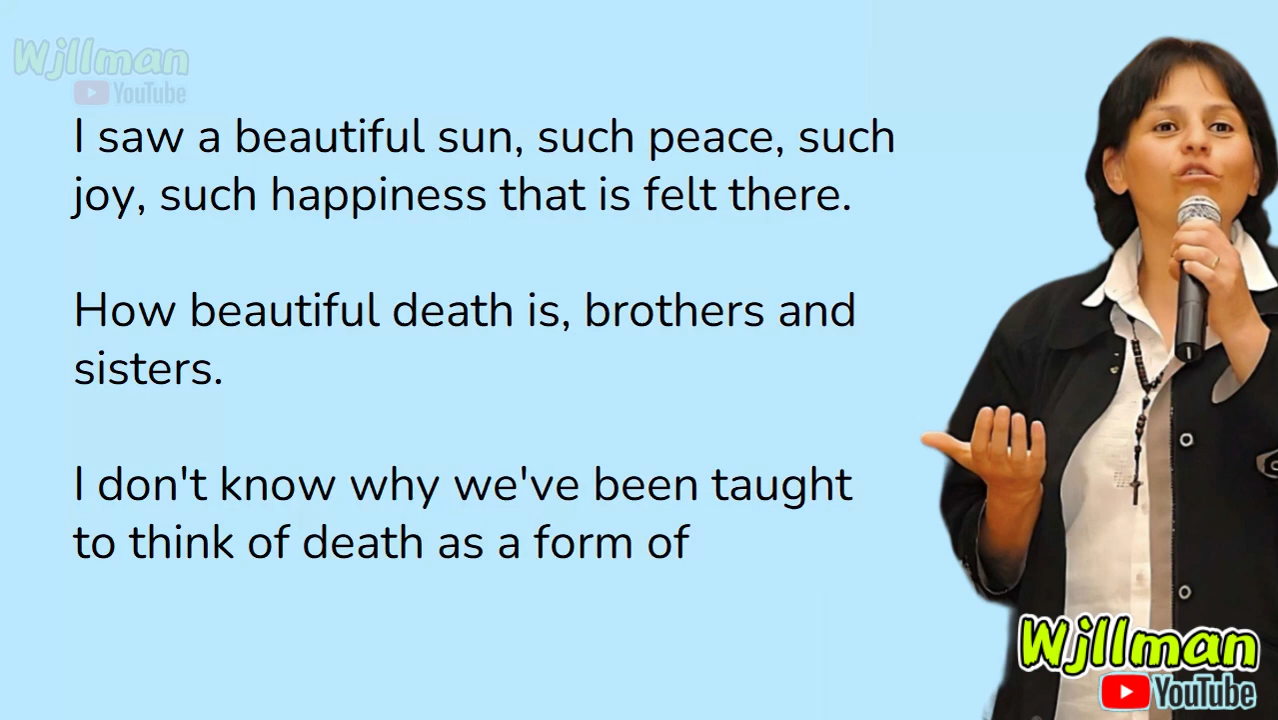 Wjllman
YouTube
I saw a beautiful sun, such peace, such
joy, such happiness that is felt there.
How beautiful death is, brothers and
sisters.
I don't know why we've been taught
to think of death as a form of
Wjllman
YouTube